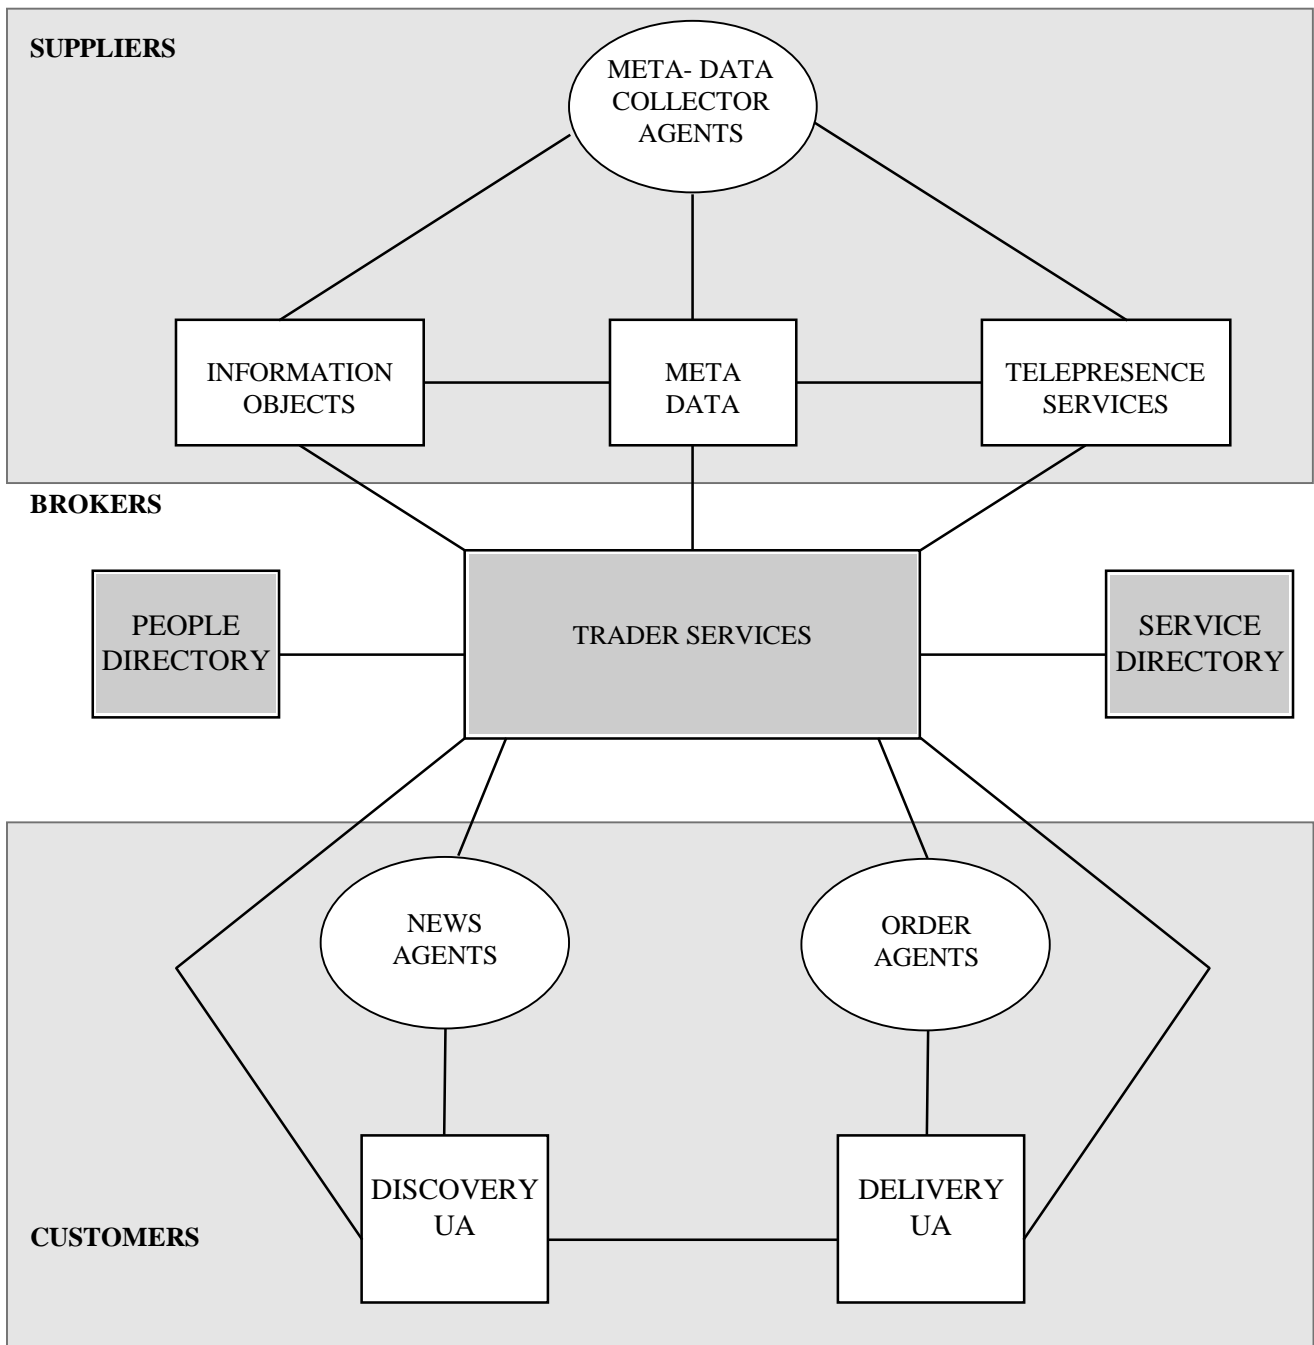 SUPPLIERS
META- DATA
COLLECTOR
AGENTS
INFORMATION
OBJECTS
META
DATA
TELEPRESENCE
SERVICES
BROKERS
PEOPLE
DIRECTORY
TRADER SERVICES
SERVICE
DIRECTORY
NEWS
AGENTS
ORDER
AGENTS
DISCOVERY
UA
DELIVERY
UA
CUSTOMERS